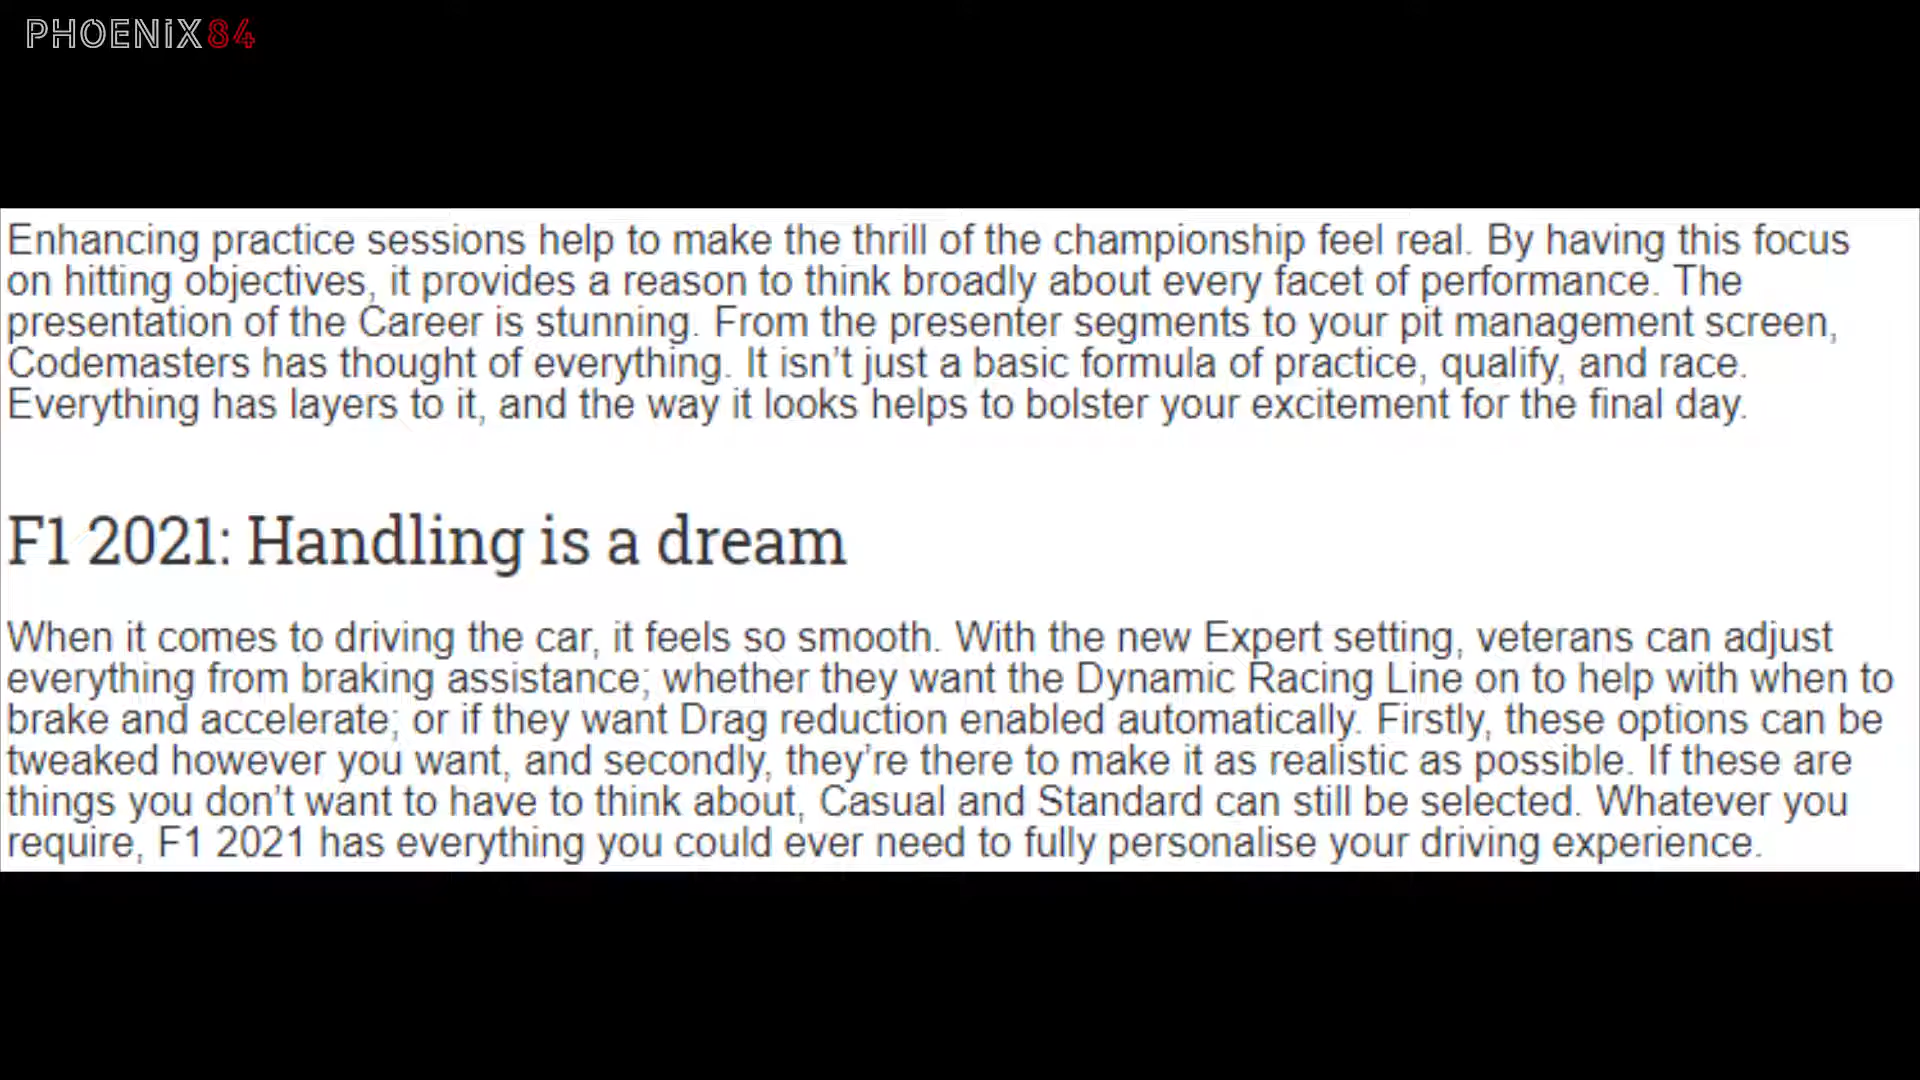 PHOENiX84
Enhancing practice sessions help to make the thrill of the championship feel real. By having this focus
on hitting objectives, it provides a reason to think broadly about every facet of performance. The
presentation of the Career is stunning. From the presenter segments to your pit management screen,
Codemasters has thought of everything. It isn’t just a basic formula of practice, qualify, and race.
Everything has layers to it, and the way it looks helps to bolster your excitement for the final day.
F1 2021: Handling is a dream
When it comes to driving the car, it feels so smooth. With the new Expert setting, veterans can adjust
everything from braking assistance; whether they want the Dynamic Racing Line on to help with when to
brake and accelerate; or if they want Drag reduction enabled automatically. Firstly, these options can be
tweaked however you want, and secondly, they’re there to make it as realistic as possible. If these are
things you don’t want to have to think about, Casual and Standard can still be selected. Whatever you
require, F1 2021 has everything you could ever need to fully personalise your driving experience.